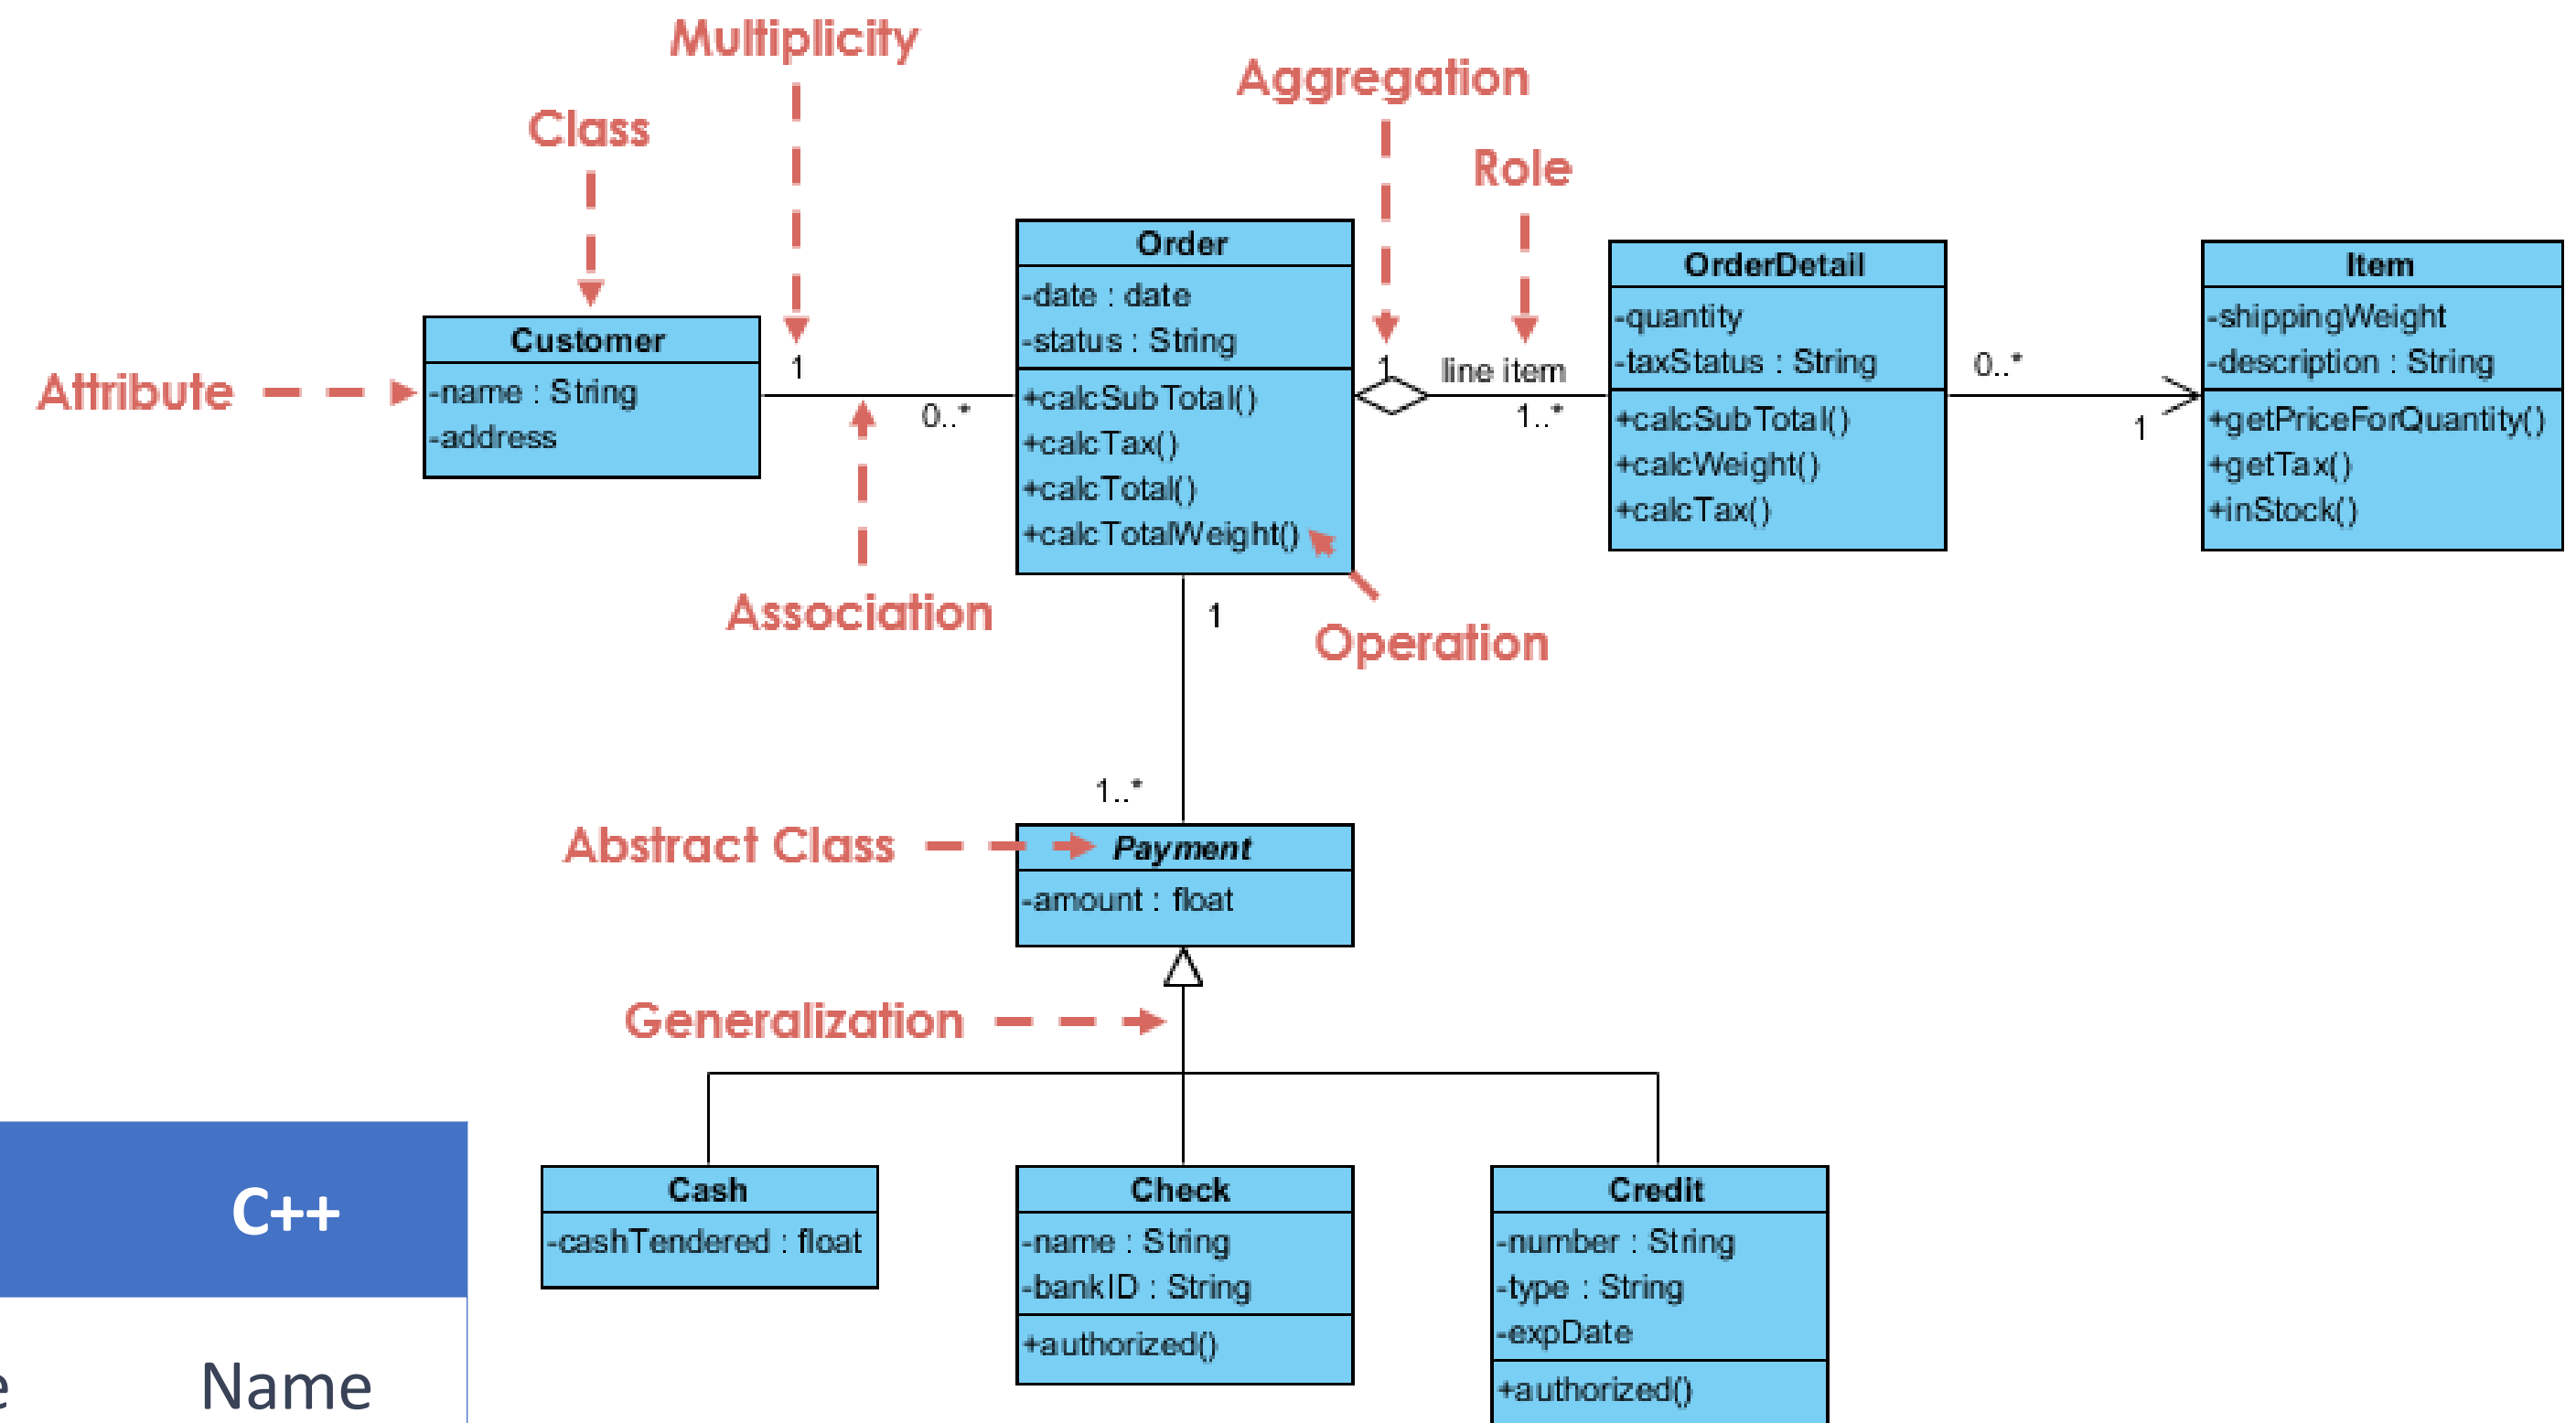 Multiplicity
Aggregation
Class
Role
Attribute
Customer
-name : String
-address
1
0..*
Association
Order
-date : date
-status : String
+calcSubTotal()
+calcTax()
+calcTotal()
+calcTotalWeight()
Operation
1
line item
1..*
OrderDetail
-quantity
-taxStatus : String
+calcSubTotal()
+calcWeight()
+calcTax()
0..*
1
Item
-shippingWeight
-description : String
+getPriceForQuantity()
+getTax()
+inStock()
1
1..*
Abstract Class
Payment
-amount : float
Generalization
Cash
-cashTendered : float
Check
-name : String
-bankID : String
+authorized()
Credit
-number : String
-type : String
-expDate
+authorized()
C++
Name